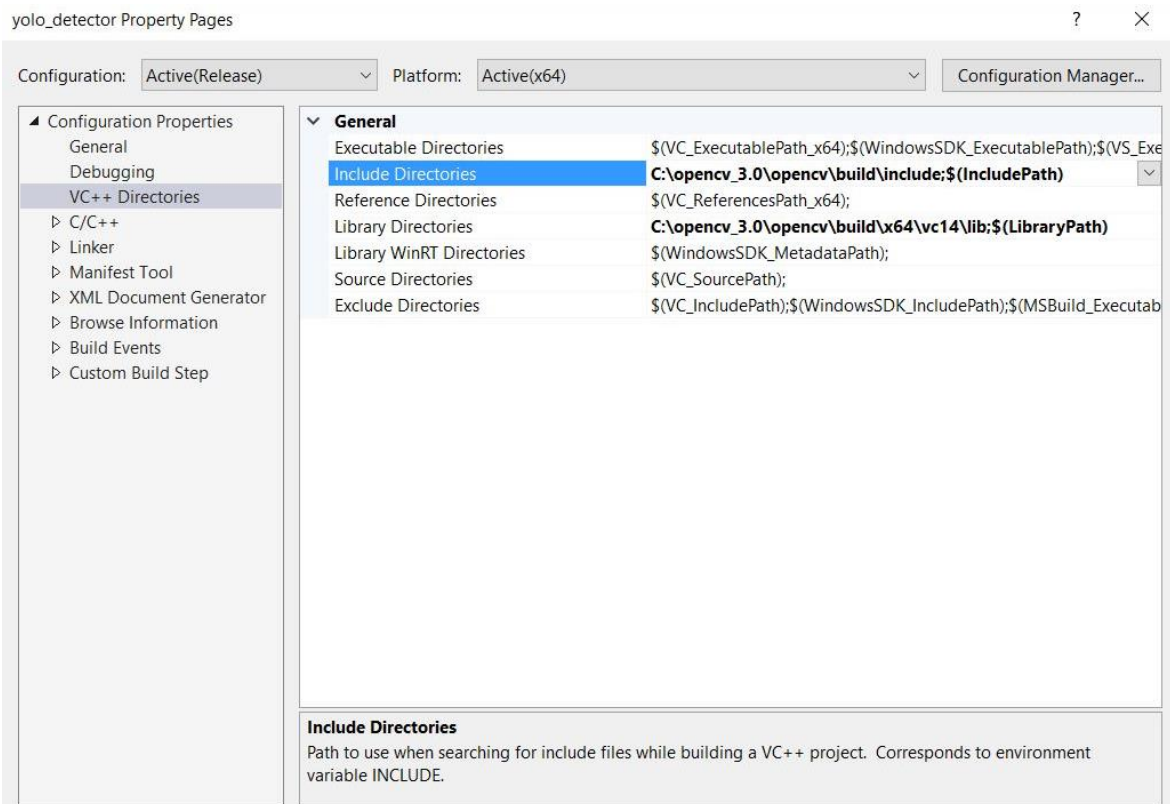 yolo_detector Property Pages ? ×
Configuration: Active(Release) Platform: Active(x64) Configuration Manager...
Configuration Properties
General
Debugging
VC++ Directories
C/C++
Linker
Manifest Tool
XML Document Generator
Browse Information
Build Events
Custom Build Step
General
Executable Directories $(VC_ExecutablePath_x64);$(WindowsSDK_ExecutablePath);$(VS_Exe
Include Directories C:\opencv_3.0\opencv\build\include;$(IncludePath)
Reference Directories $(VC_ReferencesPath_x64);
Library Directories C:\opencv_3.0\opencv\build\x64\vc14\lib;$(LibraryPath)
Library WinRT Directories $(WindowsSDK_MetadataPath);
Source Directories $(VC_SourcePath);
Exclude Directories $(VC_IncludePath);$(WindowsSDK_IncludePath);$(MSBuild_Executab
Include Directories
Path to use when searching for include files while building a VC++ project.  Corresponds to environment
variable INCLUDE.